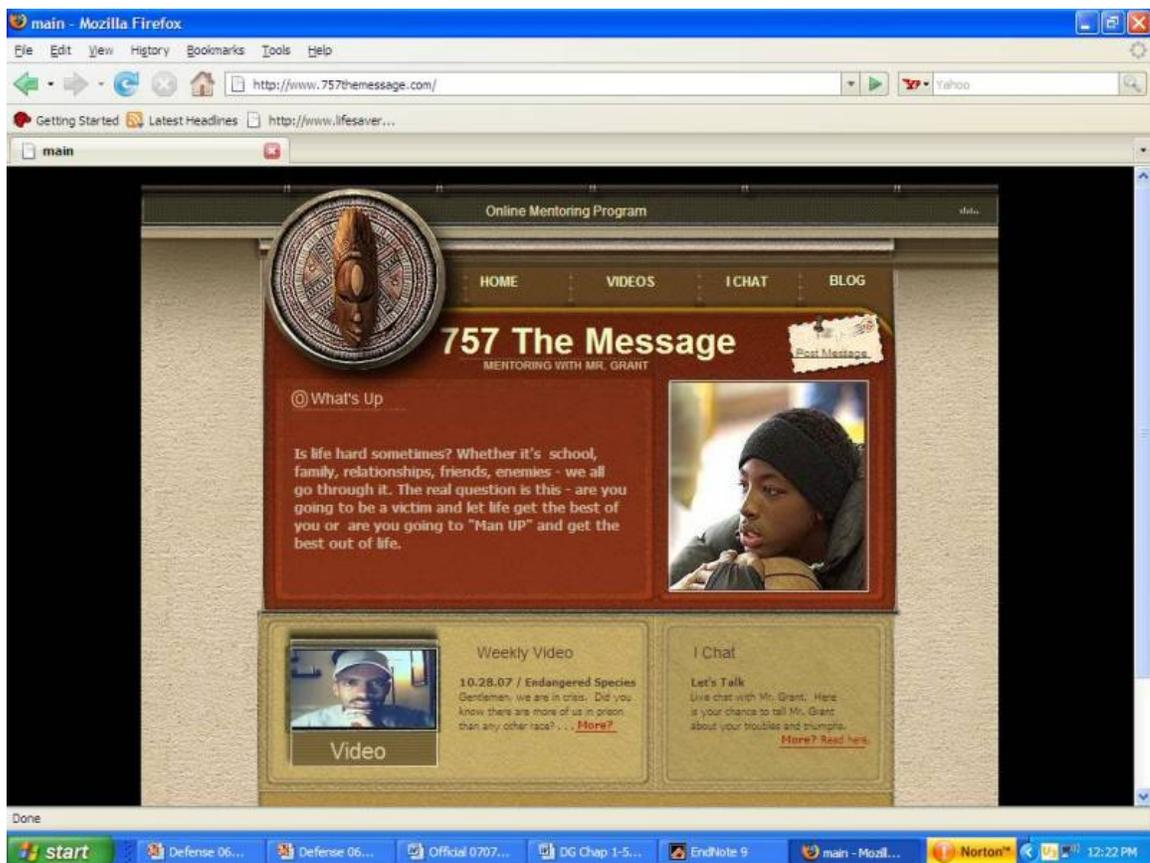 main - Mozilla Firefox
File Edit View History Bookmarks Tools Help
http://www.757themessage.com/
Yahoo
Getting Started Latest Headlines http://www.lifesaver...
main
Online Mentoring Program
HOME VIDEOS I CHAT BLOG
757 The Message
MENTORING WITH MR. GRANT
Post Message
What's Up
Is life hard sometimes? Whether it's school,
family, relationships, friends, enemies - we all
go through it. The real question is this - are you
going to be a victim and let life get the best of
you or are you going to "Man UP" and get the
best out of life.
Video
Weekly Video
10.28.07 / Endangered Species
Gentlemen, we are in crisis. Did you
know there are more of us in prison
than any other race? . . . More?
I Chat
Let's Talk
Live chat with Mr. Grant. Here
is your chance to tell Mr. Grant
about your troubles and triumphs.
More? Read here.
Done
start Defense 06... Defense 06... Official 0707... DG Chap 1-5... EndNote 9 main - Mozill... Norton™ 12:22 PM